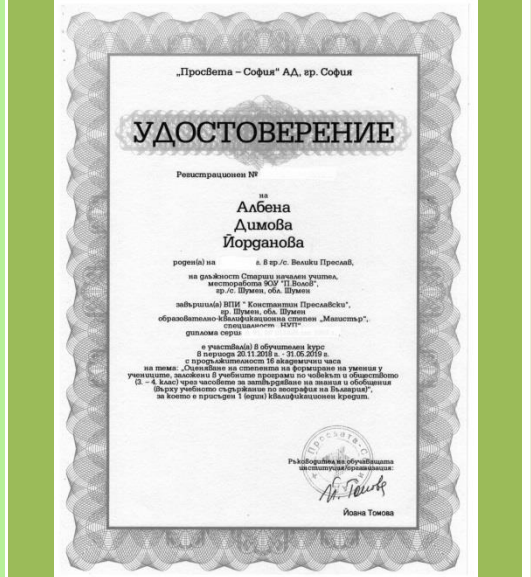 „Просвета – София“ АД, гр. София
УДОСТОВЕРЕНИЕ
Регистрационен №
на
Албена
Димова
Йорданова
роден(а) на г. в гр./с. Велики Преслав,
на длъжност Старши начален учител,
месторабота 9ОУ "П.Волов",
гр./с. Шумен, обл. Шумен
завършил(а) ВПИ " Константин Преславски",
гр. Шумен, обл. Шумен
образователно-квалификационна степен „Магистър”,
специалност „НУП”
диплома серия
е участвал(а) в обучителен курс
в периода 20.11.2018 г. - 31.05.2019 г.
с продължителност 16 академични часа
на тема: „Оценяване на степента на формиране на умения у
учениците, заложени в учебните програми по човекът и обществото
(3. – 4. клас) чрез часовете за затвърдяване на знания и обобщения
(върху учебното съдържание по география на България)”,
за което е присъден 1 (един) квалификационен кредит.
Просвета - С
Ръководител на обучаващата
институция/организация:
Йоана Томова